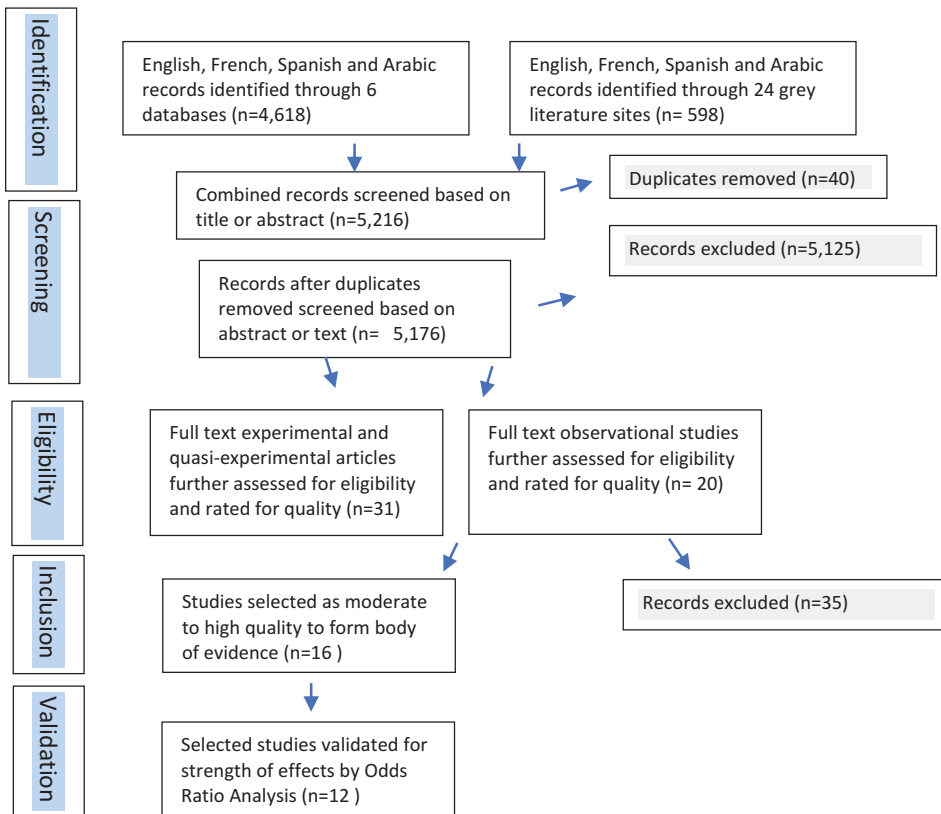 Identification
English, French, Spanish and Arabic
records identified through 6
databases (n=4,618)
English, French, Spanish and Arabic
records identified through 24 grey
literature sites (n= 598)
Combined records screened based on
title or abstract (n=5,216)
Duplicates removed (n=40)
Screening
Records excluded (n=5,125)
Records after duplicates
removed screened based on
abstract or text (n= 5,176)
Eligibility
Full text experimental and
quasi-experimental articles
further assessed for eligibility
and rated for quality (n=31)
Full text observational studies
further assessed for eligibility
and rated for quality (n= 20)
Inclusion
Studies selected as moderate
to high quality to form body
of evidence (n=16 )
Records excluded (n=35)
Validation
Selected studies validated for
strength of effects by Odds
Ratio Analysis (n=12 )